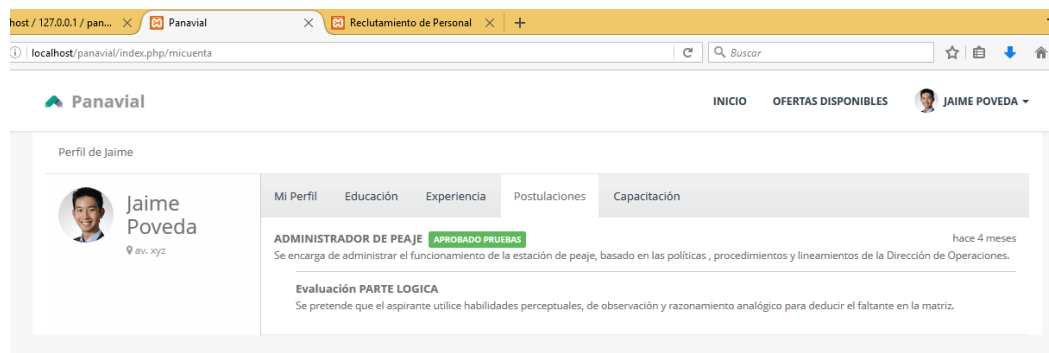 host / 127.0.0.1 / pan...
Panavial
Reclutamiento de Personal
localhost/panavial/index.php/micuenta
Buscar
Panavial
INICIO
OFERTAS DISPONIBLES
JAIME POVEDA
Perfil de Jaime
Jaime
Poveda
av. xyz
Mi Perfil
Educación
Experiencia
Postulaciones
Capacitación
ADMINISTRADOR DE PEAJE APROBADO PRUEBAS hace 4 meses
Se encarga de administrar el funcionamiento de la estación de peaje, basado en las políticas , procedimientos y lineamientos de la Dirección de Operaciones.
Evaluación PARTE LOGICA
Se pretende que el aspirante utilice habilidades perceptuales, de observación y razonamiento analógico para deducir el faltante en la matriz.